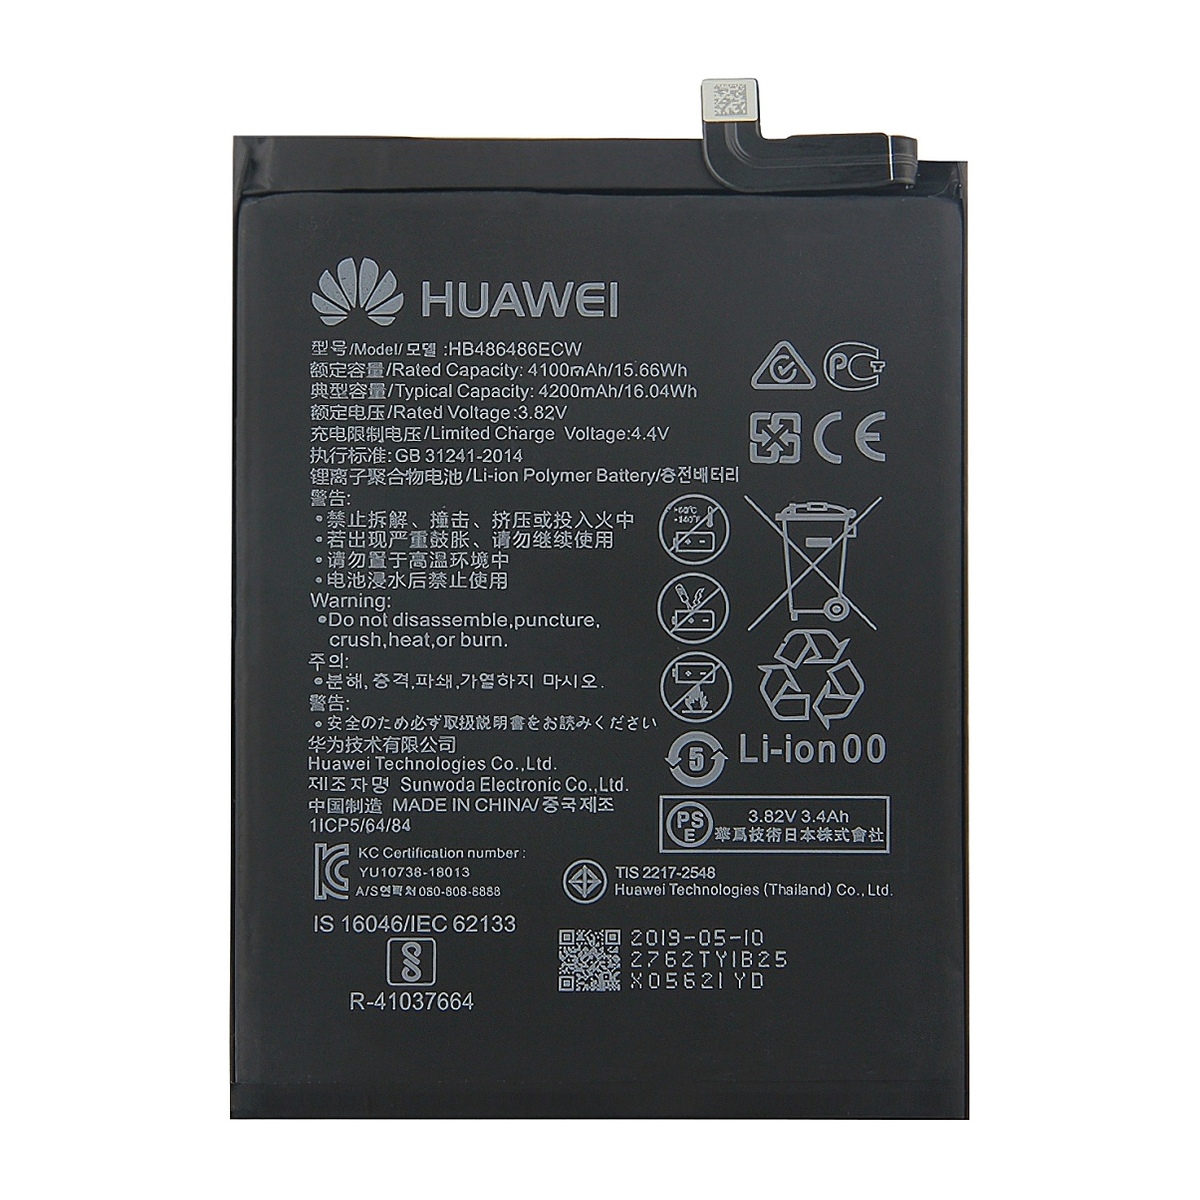 HUAWEI
型号/Model/모델 :HB486486ECW
额定容量/Rated Capacity: 4100mAh/15.66Wh
典型容量/Typical Capacity: 4200mAh/16.04Wh
额定电压/Rated Voltage:3.82V
充电限制电压/Limited Charge Voltage:4.4V
执行标准: GB 31241-2014
锂离子聚合物电池/Li-ion Polymer Battery/충전배터리
警告:
•禁止拆解、撞击、挤压或投入火中
•若出现严重鼓胀、请勿继续使用
•请勿置于高温环境中
•电池浸水后禁止使用
Warning:
•Do not disassemble,puncture,
crush,heat,or burn.
주의:
•분해, 충격,파쇄,가열하지 마시오.
警告:
•安全のため必ず取扱説明書をお読みください
华为技术有限公司
Huawei Technologies Co.,Ltd.
제조자명 Sunwoda Electronic Co.,Ltd.
中国制造 MADE IN CHINA/중국제조
1ICP5/64/84
CE
>60℃
>140℉
5
Li-ion 00
PS
E
3.82V 3.4Ah
華爲技術日本株式會社
KC Certification number :
YU10738-18013
A/S연락처 080-808-8888
TIS 2217-2548
Huawei Technologies (Thailand) Co., Ltd.
IS 16046/IEC 62133
R-41037664
2019-05-10
2762TY1B25
X05621YD